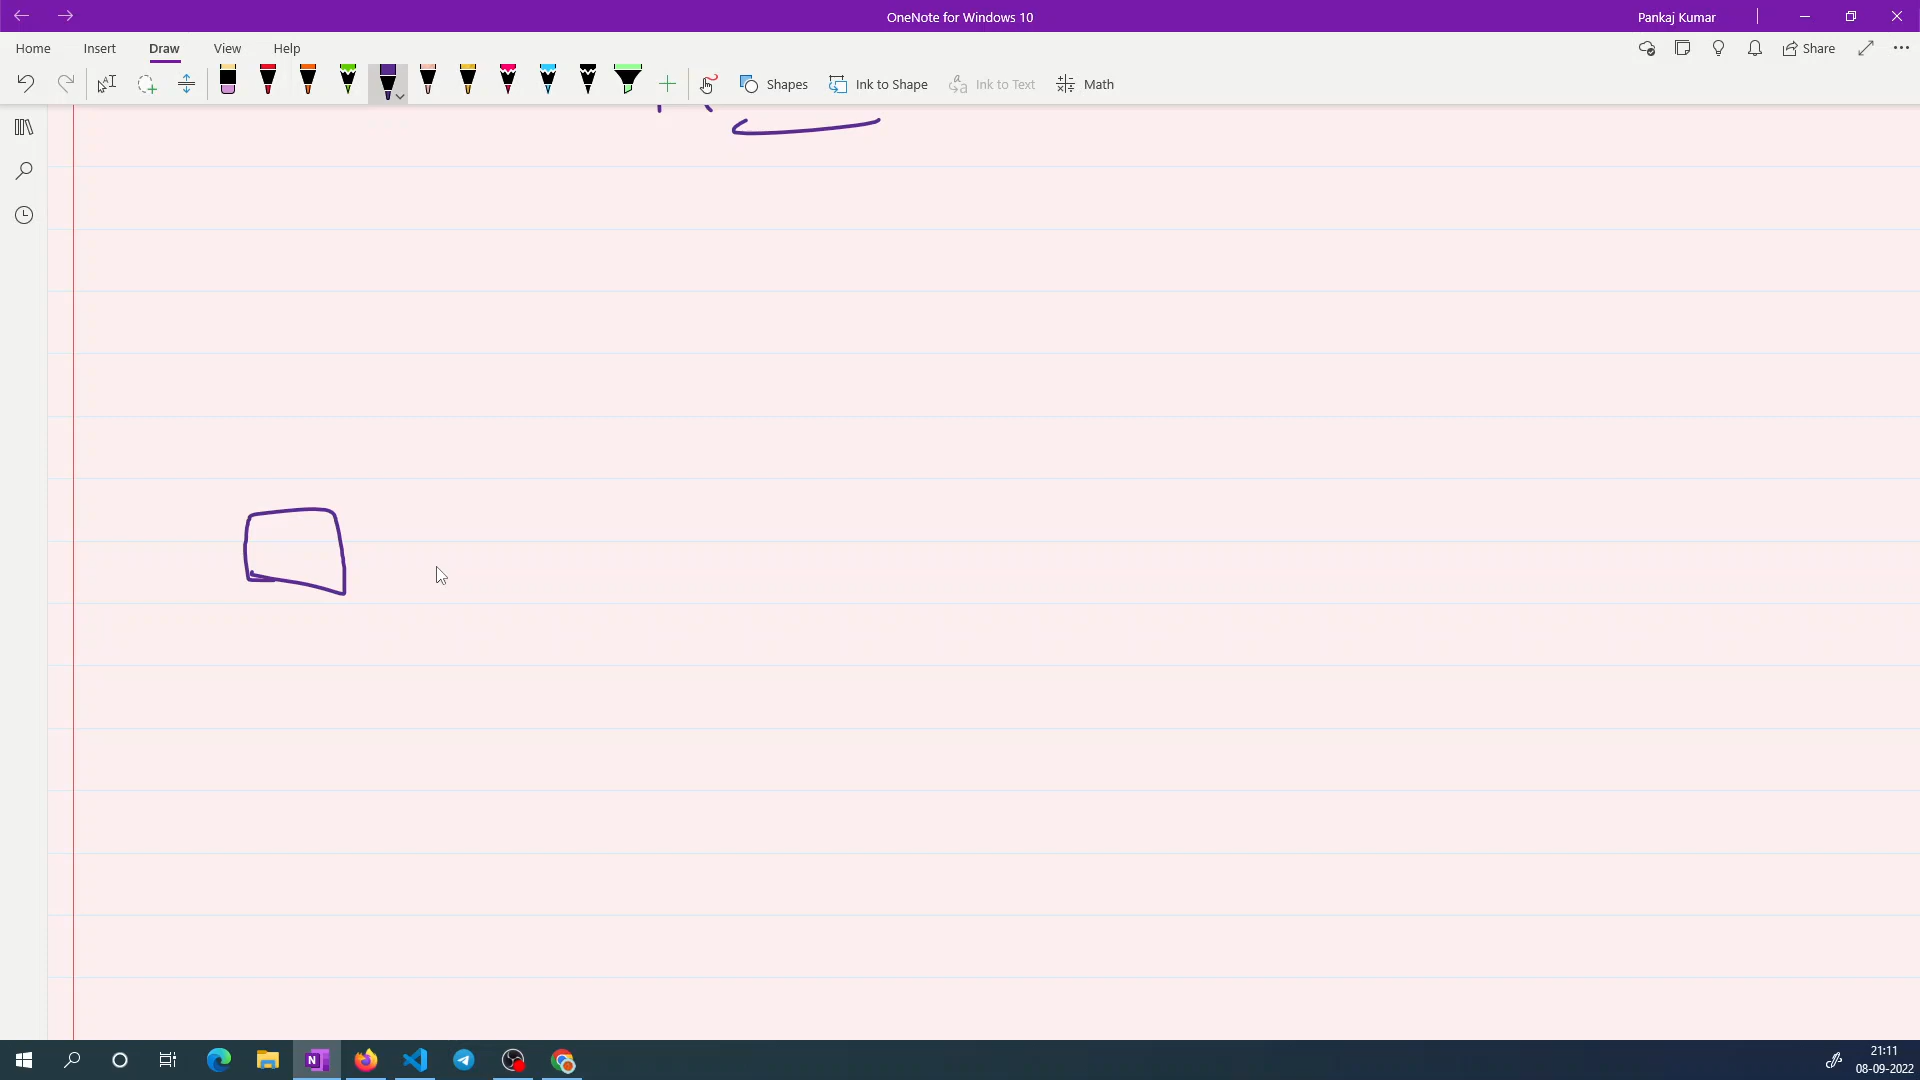 OneNote for Windows 10
Pankaj Kumar
Home Insert Draw View Help
Share
Shapes
Ink to Shape
Ink to Text
Math
21:11
08-09-2022